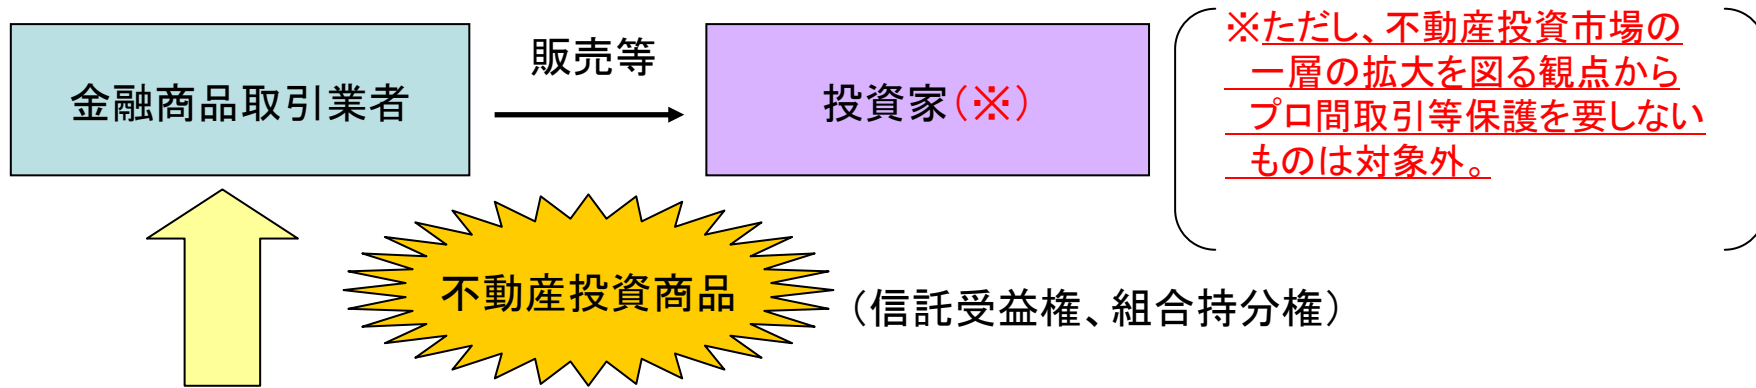 金融商品取引業者
販売等
投資家(※)
※ただし、不動産投資市場の
一層の拡大を図る観点から
プロ間取引等保護を要しない
ものは対象外。
不動産投資商品
(信託受益権、組合持分権)